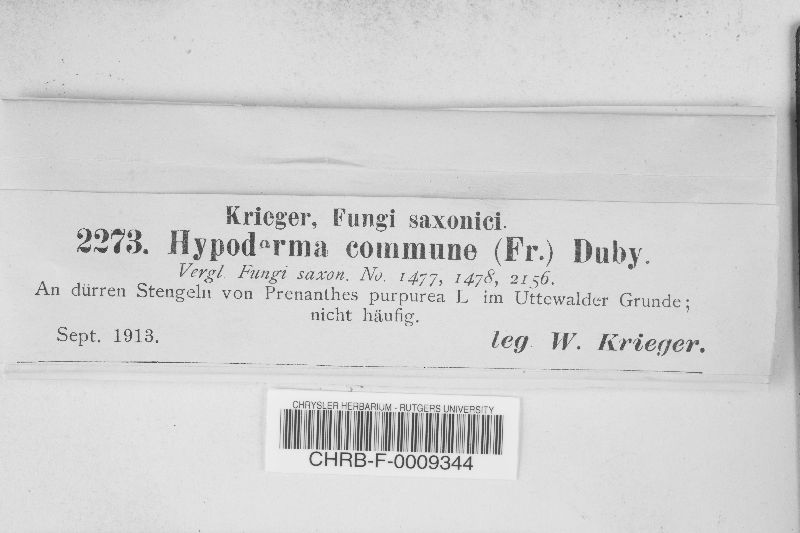 Krieger, Fungi saxonici.
2273. Hypoderma commune (Fr.) Duby.
Vergl. Fungi saxon. No. 1477, 1478, 2156.
An dürren Stengeln von Prenanthes purpurea L im Uttewalder Grunde;
nicht häufig.
Sept. 1913.
leg. W. Krieger.
CHRYSLER HERBARIUM - RUTGERS UNIVERSITY
CHRB-F-0009344